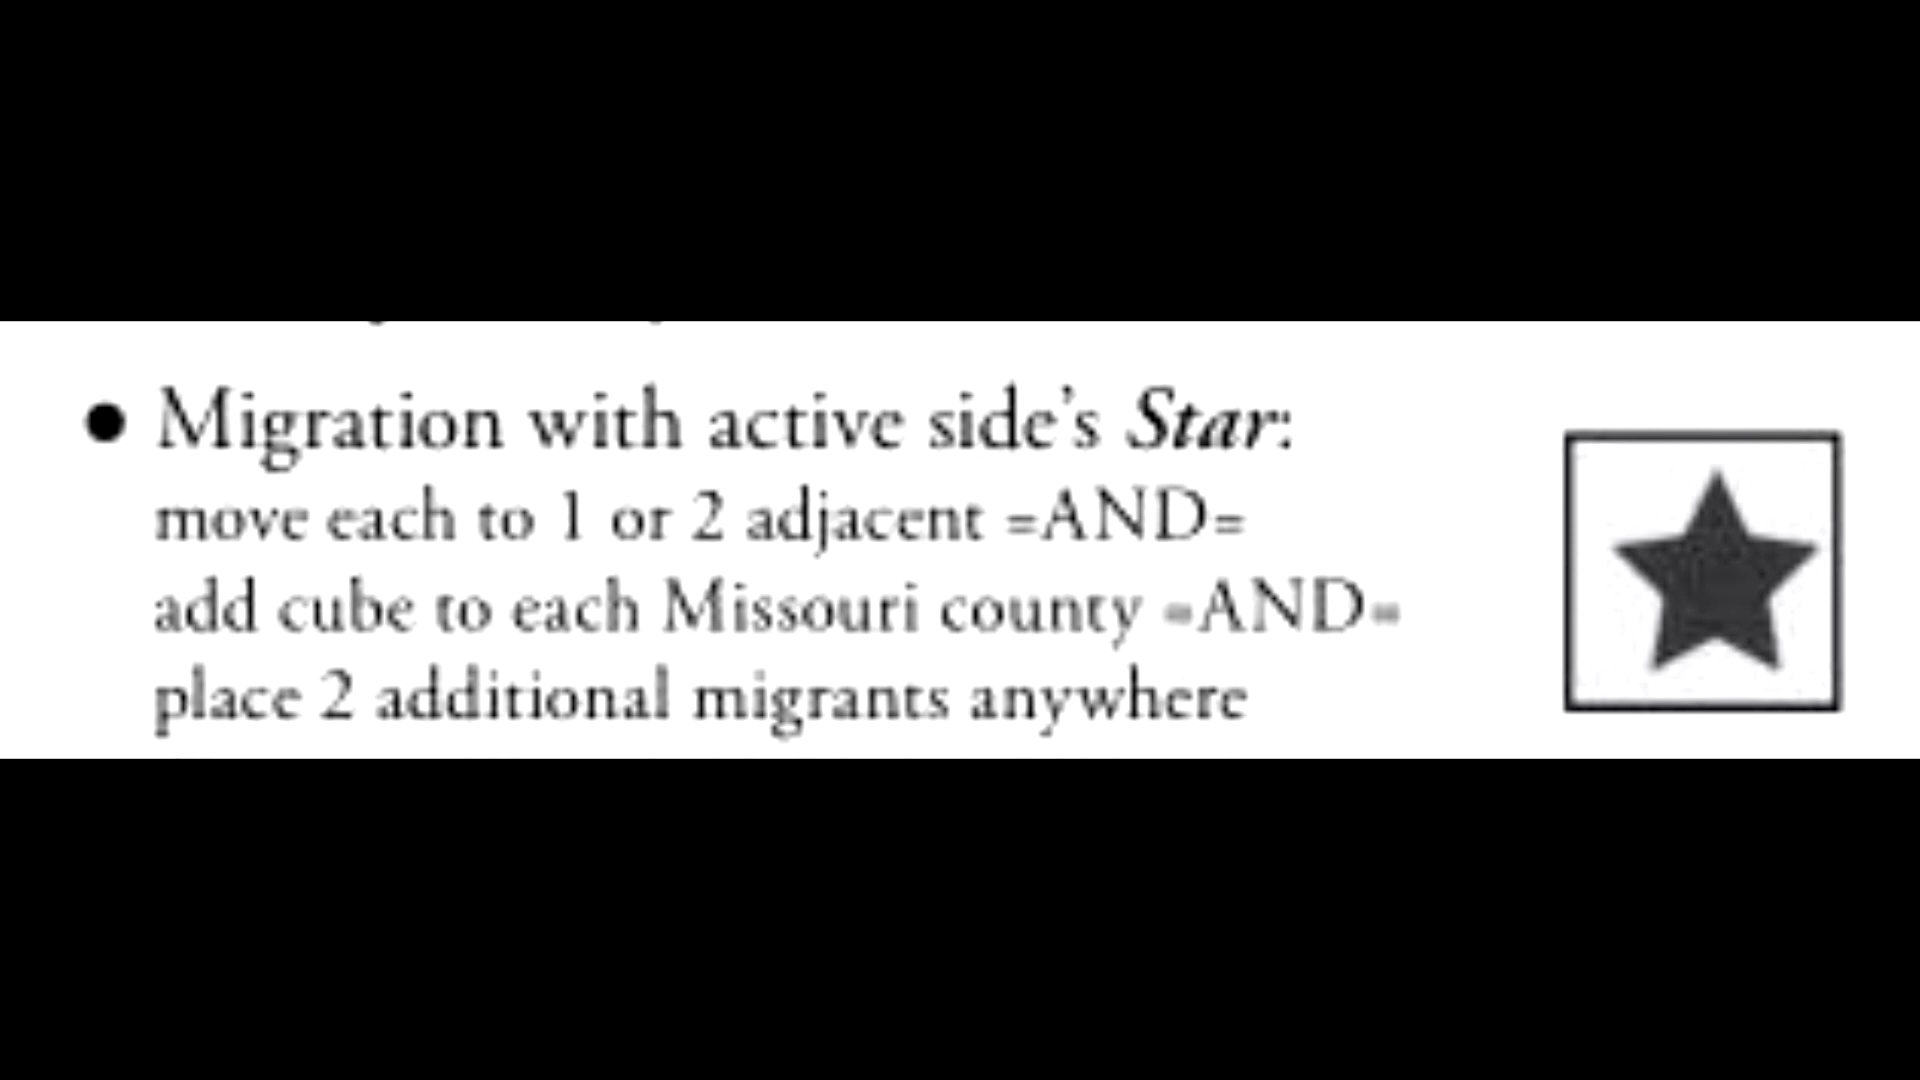 ● Migration with active side's Star:
move each to 1 or 2 adjacent =AND=
add cube to each Missouri county =AND=
place 2 additional migrants anywhere